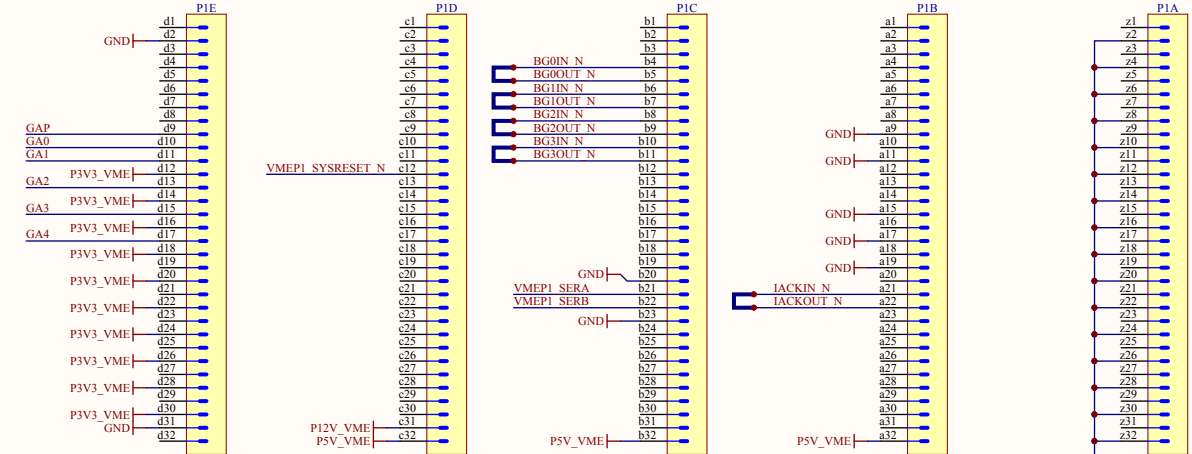 P1E
d1
GND d2
d3
d4
d5
d6
d7
d8
GAP d9
GA0 d10
GA1 d11
P3V3_VME d12
GA2 d13
P3V3_VME d14
GA3 d15
P3V3_VME d16
GA4 d17
P3V3_VME d18
d19
P3V3_VME d20
d21
P3V3_VME d22
d23
P3V3_VME d24
d25
P3V3_VME d26
d27
P3V3_VME d28
d29
P3V3_VME d30
GND d31
d32
P1D
c1
c2
c3
c4
c5
c6
c7
c8
c9
c10
c11
VMEP1_SYSRESET_N c12
c13
c14
c15
c16
c17
c18
c19
c20
c21
c22
c23
c24
c25
c26
c27
c28
c29
c30
P12V_VME c31
P5V_VME c32
P1C
b1
b2
b3
BG0IN_N b4
BG0OUT_N b5
BG1IN_N b6
BG1OUT_N b7
BG2IN_N b8
BG2OUT_N b9
BG3IN_N b10
BG3OUT_N b11
b12
b13
b14
b15
b16
b17
b18
b19
GND b20
VMEP1_SERA b21
VMEP1_SERB b22
GND b23
b24
b25
b26
b27
b28
b29
b30
b31
P5V_VME b32
P1B
a1
a2
a3
a4
a5
a6
a7
a8
GND a9
a10
GND a11
a12
a13
a14
GND a15
a16
GND a17
a18
GND a19
a20
IACKIN_N a21
IACKOUT_N a22
a23
a24
a25
a26
a27
a28
a29
a30
a31
P5V_VME a32
P1A
z1
z2
z3
z4
z5
z6
z7
z8
z9
z10
z11
z12
z13
z14
z15
z16
z17
z18
z19
z20
z21
z22
z23
z24
z25
z26
z27
z28
z29
z30
z31
z32